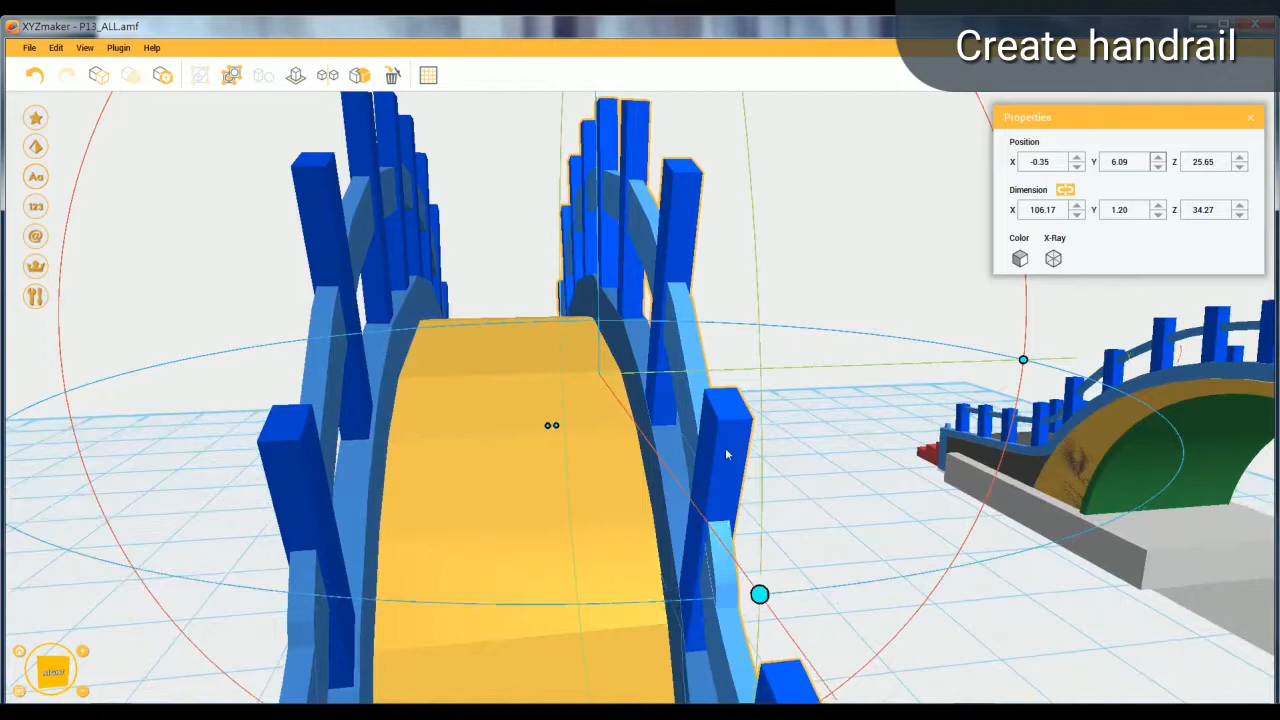 XYZmaker - P13_ALL.amf
Create handrail
File Edit View Plugin Help
Aa
123
@
Properties
Position
X -0.35 Y 6.09 Z 25.65
Dimension
X 106.17 Y 1.20 Z 34.27
Color X-Ray
RIGHT